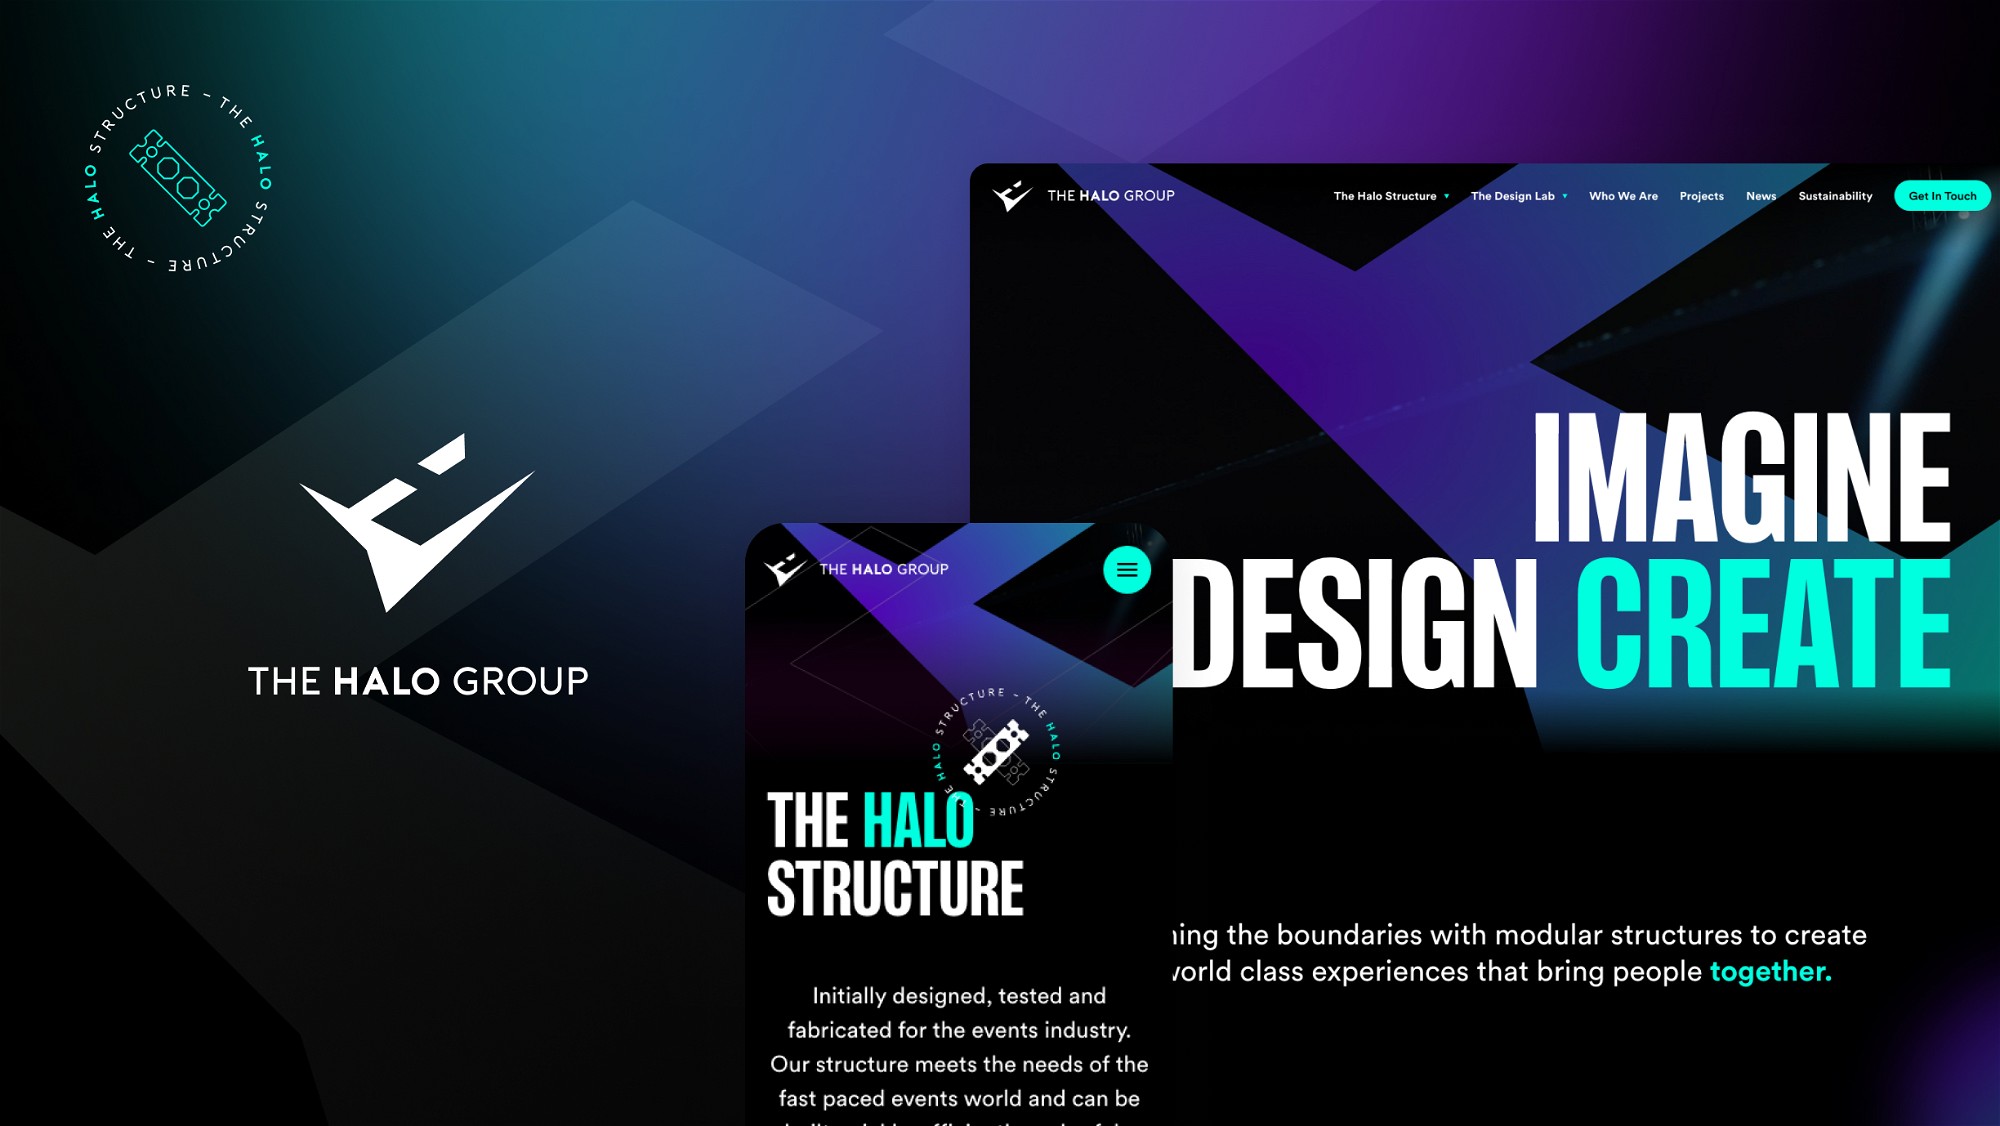 THE HALO STRUCTURE – THE HALO STRUCTURE –
THE HALO GROUP
THE HALO GROUP
The Halo Structure
The Design Lab
Who We Are
Projects
News
Sustainability
Get In Touch
IMAGINE
DESIGN CREATE
the boundaries with modular structures to create
class experiences that bring people together.
THE HALO GROUP
THE HALO STRUCTURE – THE HALO STRUCTURE –
THE HALO
STRUCTURE
Initially designed, tested and
fabricated for the events industry.
Our structure meets the needs of the
fast paced events world and can be